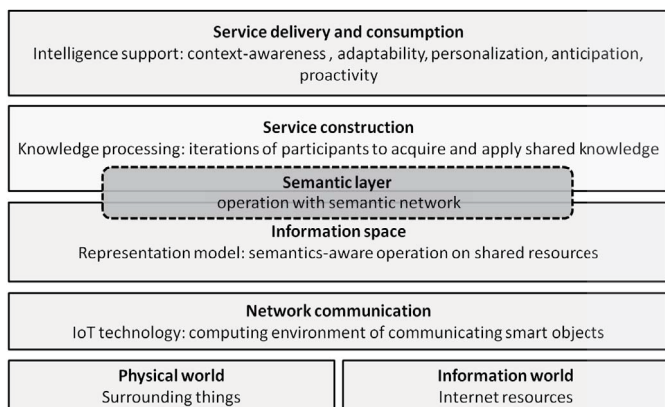 Service delivery and consumption
Intelligence support: context-awareness , adaptability, personalization, anticipation,
proactivity
Service construction
Knowledge processing: iterations of participants to acquire and apply shared knowledge
Semantic layer
operation with semantic network
Information space
Representation model: semantics-aware operation on shared resources
Network communication
IoT technology: computing environment of communicating smart objects
Physical world
Surrounding things
Information world
Internet resources